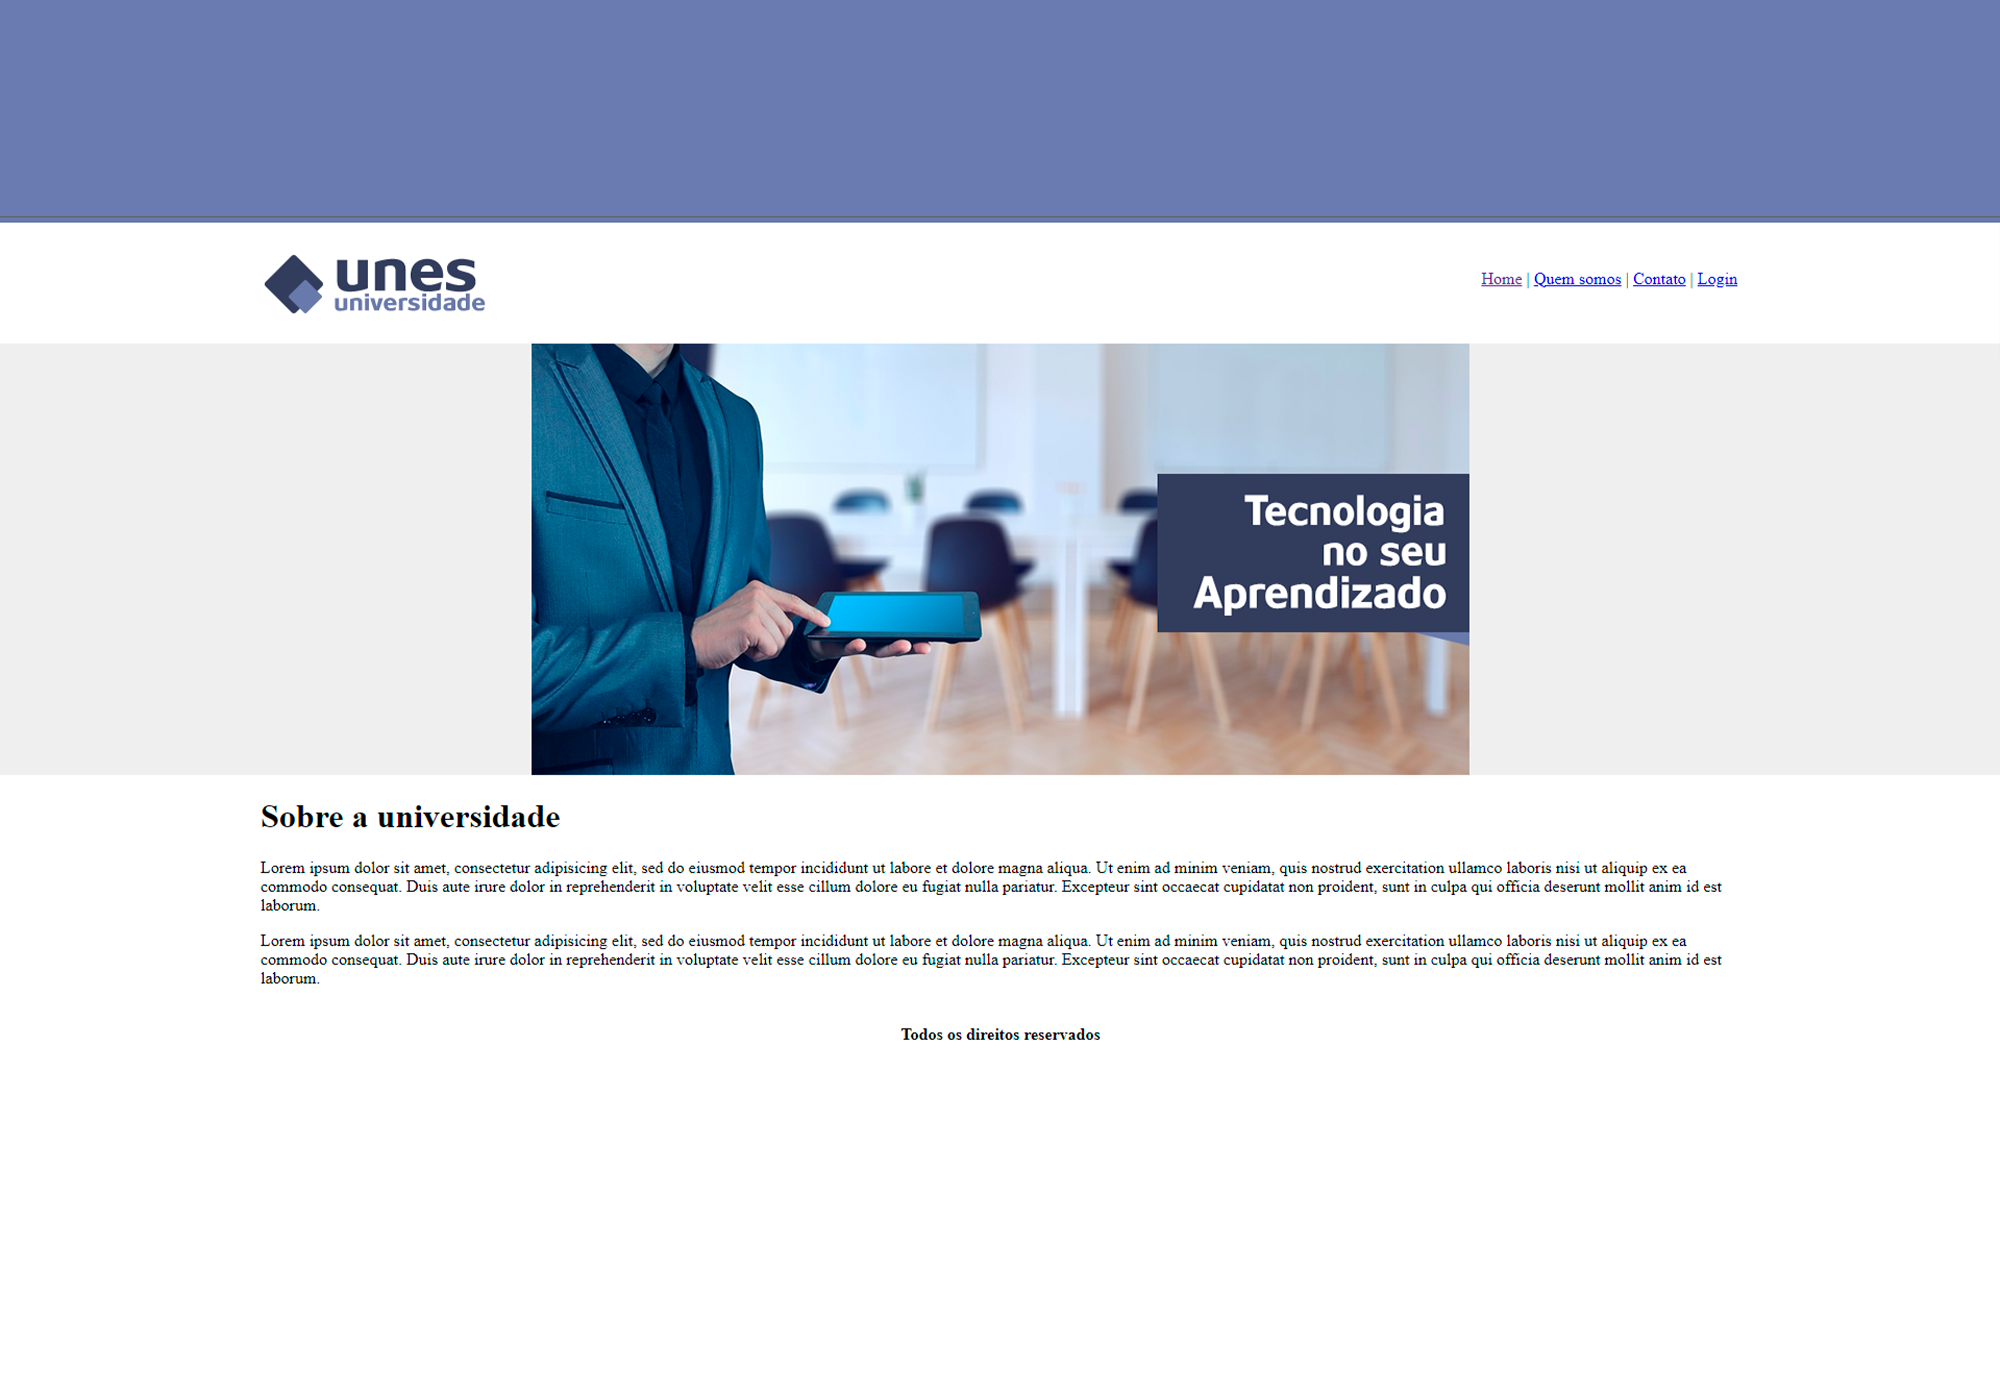 unes
universidade
Home | Quem somos | Contato | Login
Tecnologia
no seu
Aprendizado
Sobre a universidade
Lorem ipsum dolor sit amet, consectetur adipisicing elit, sed do eiusmod tempor incididunt ut labore et dolore magna aliqua. Ut enim ad minim veniam, quis nostrud exercitation ullamco laboris nisi ut aliquip ex ea
commodo consequat. Duis aute irure dolor in reprehenderit in voluptate velit esse cillum dolore eu fugiat nulla pariatur. Excepteur sint occaecat cupidatat non proident, sunt in culpa qui officia deserunt mollit anim id est
laborum.
Lorem ipsum dolor sit amet, consectetur adipisicing elit, sed do eiusmod tempor incididunt ut labore et dolore magna aliqua. Ut enim ad minim veniam, quis nostrud exercitation ullamco laboris nisi ut aliquip ex ea
commodo consequat. Duis aute irure dolor in reprehenderit in voluptate velit esse cillum dolore eu fugiat nulla pariatur. Excepteur sint occaecat cupidatat non proident, sunt in culpa qui officia deserunt mollit anim id est
laborum.
Todos os direitos reservados